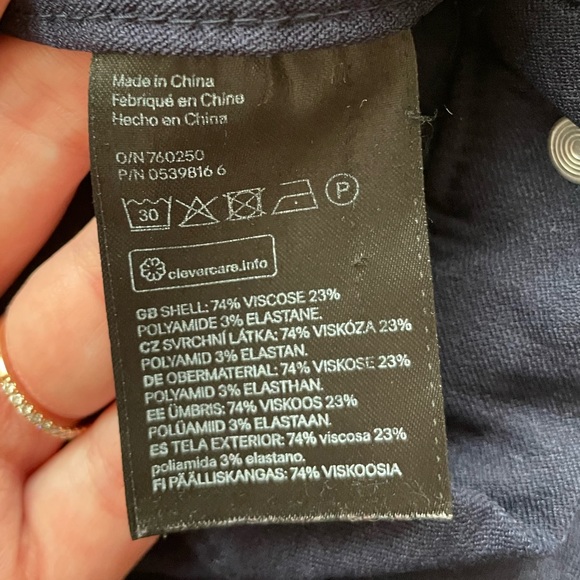 Made in China
Fabriqué en Chine
Hecho en China
O/N 760250
P/N 0539816 6
30
P
clevercare.info
GB SHELL: 74% VISCOSE 23%
POLYAMIDE 3% ELASTANE.
CZ SVRCHNÍ LÁTKA: 74% VISKÓZA 23%
POLYAMID 3% ELASTAN.
DE OBERMATERIAL: 74% VISKOSE 23%
POLYAMID 3% ELASTHAN.
EE ÜMBRIS: 74% VISKOOS 23%
POLÜAMIID 3% ELASTAAN.
ES TELA EXTERIOR: 74% viscosa 23%
poliamida 3% elastano.
FI PÄÄLLISKANGAS: 74% VISKOOSIA